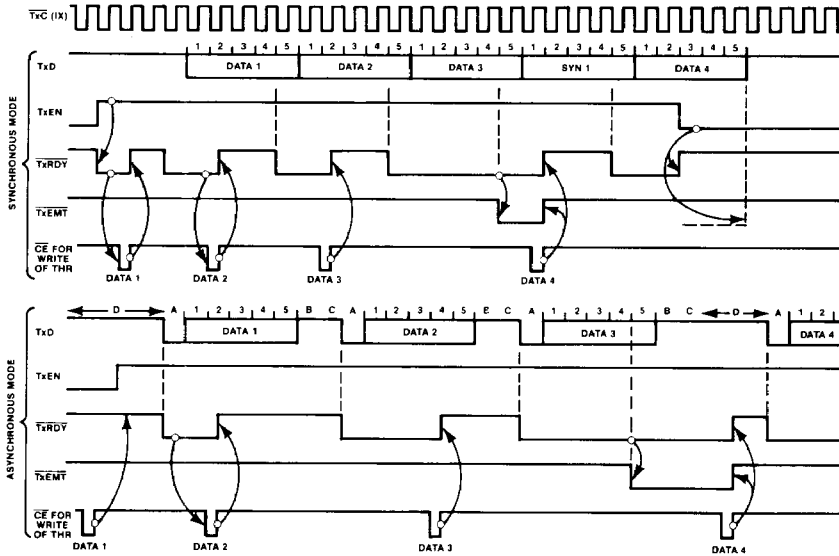 TxC (IX)
SYNCHRONOUS MODE
1 2 3 4 5 1 2 3 4 5 1 2 3 4 5 1 2 3 4 5 1 2 3 4 5
TxD DATA 1 DATA 2 DATA 3 SYN 1 DATA 4
TxEN
TxRDY
TxEMT
CE FOR
WRITE
OF THR
DATA 1 DATA 2 DATA 3 DATA 4
ASYNCHRONOUS MODE
D A 1 2 3 4 5 B C A 1 2 3 4 5 E C A 1 2 3 4 5 B C D A 1 2
TxD DATA 1 DATA 2 DATA 3 DATA 4
TxEN
TxRDY
TxEMT
CE FOR
WRITE
OF THR
DATA 1 DATA 2 DATA 3 DATA 4